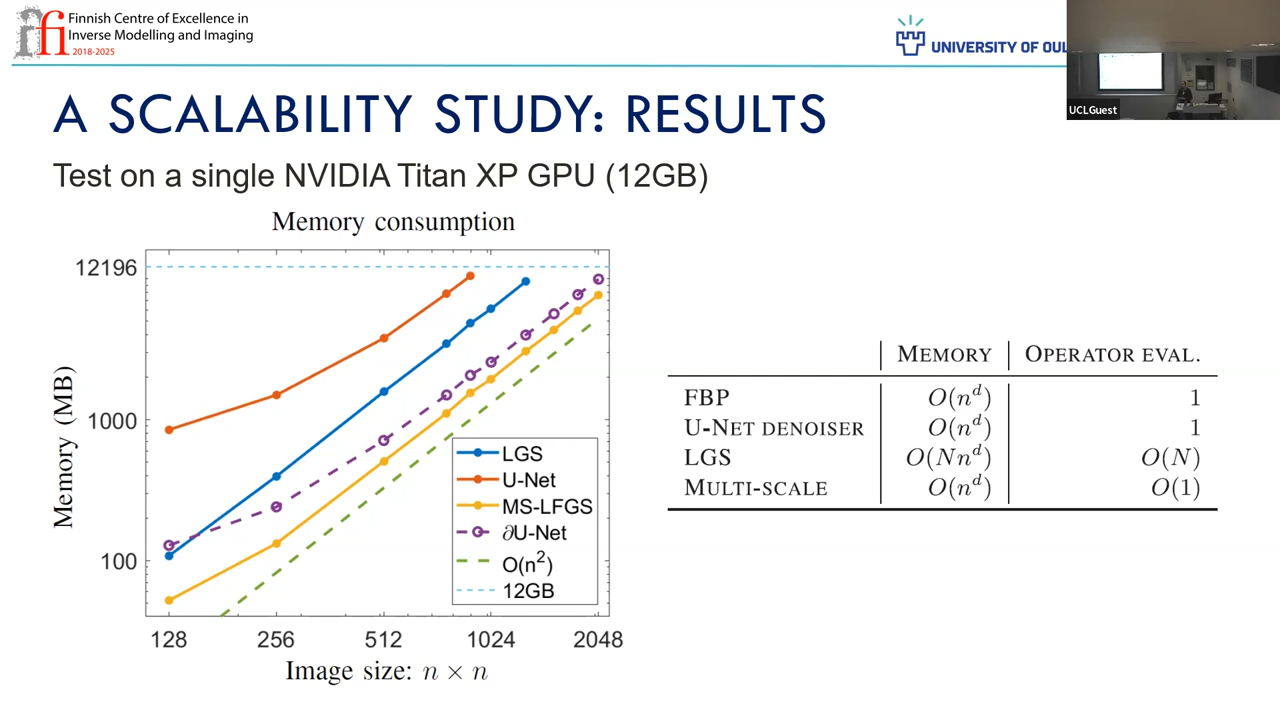 Finnish Centre of Excellence in
Inverse Modelling and Imaging
2018-2025
fi
UNIVERSITY OF OUL
UCLGuest
A SCALABILITY STUDY: RESULTS
Test on a single NVIDIA Titan XP GPU (12GB)
Memory consumption
12196
1000
100
Memory (MB)
LGS
U-Net
MS-LFGS
∂U-Net
O(n²)
12GB
128 256 512 1024 2048
Image size: n × n
MEMORY OPERATOR EVAL.
FBP O(n^d) 1
U-NET DENOISER O(n^d) 1
LGS O(Nn^d) O(N)
MULTI-SCALE O(n^d) O(1)